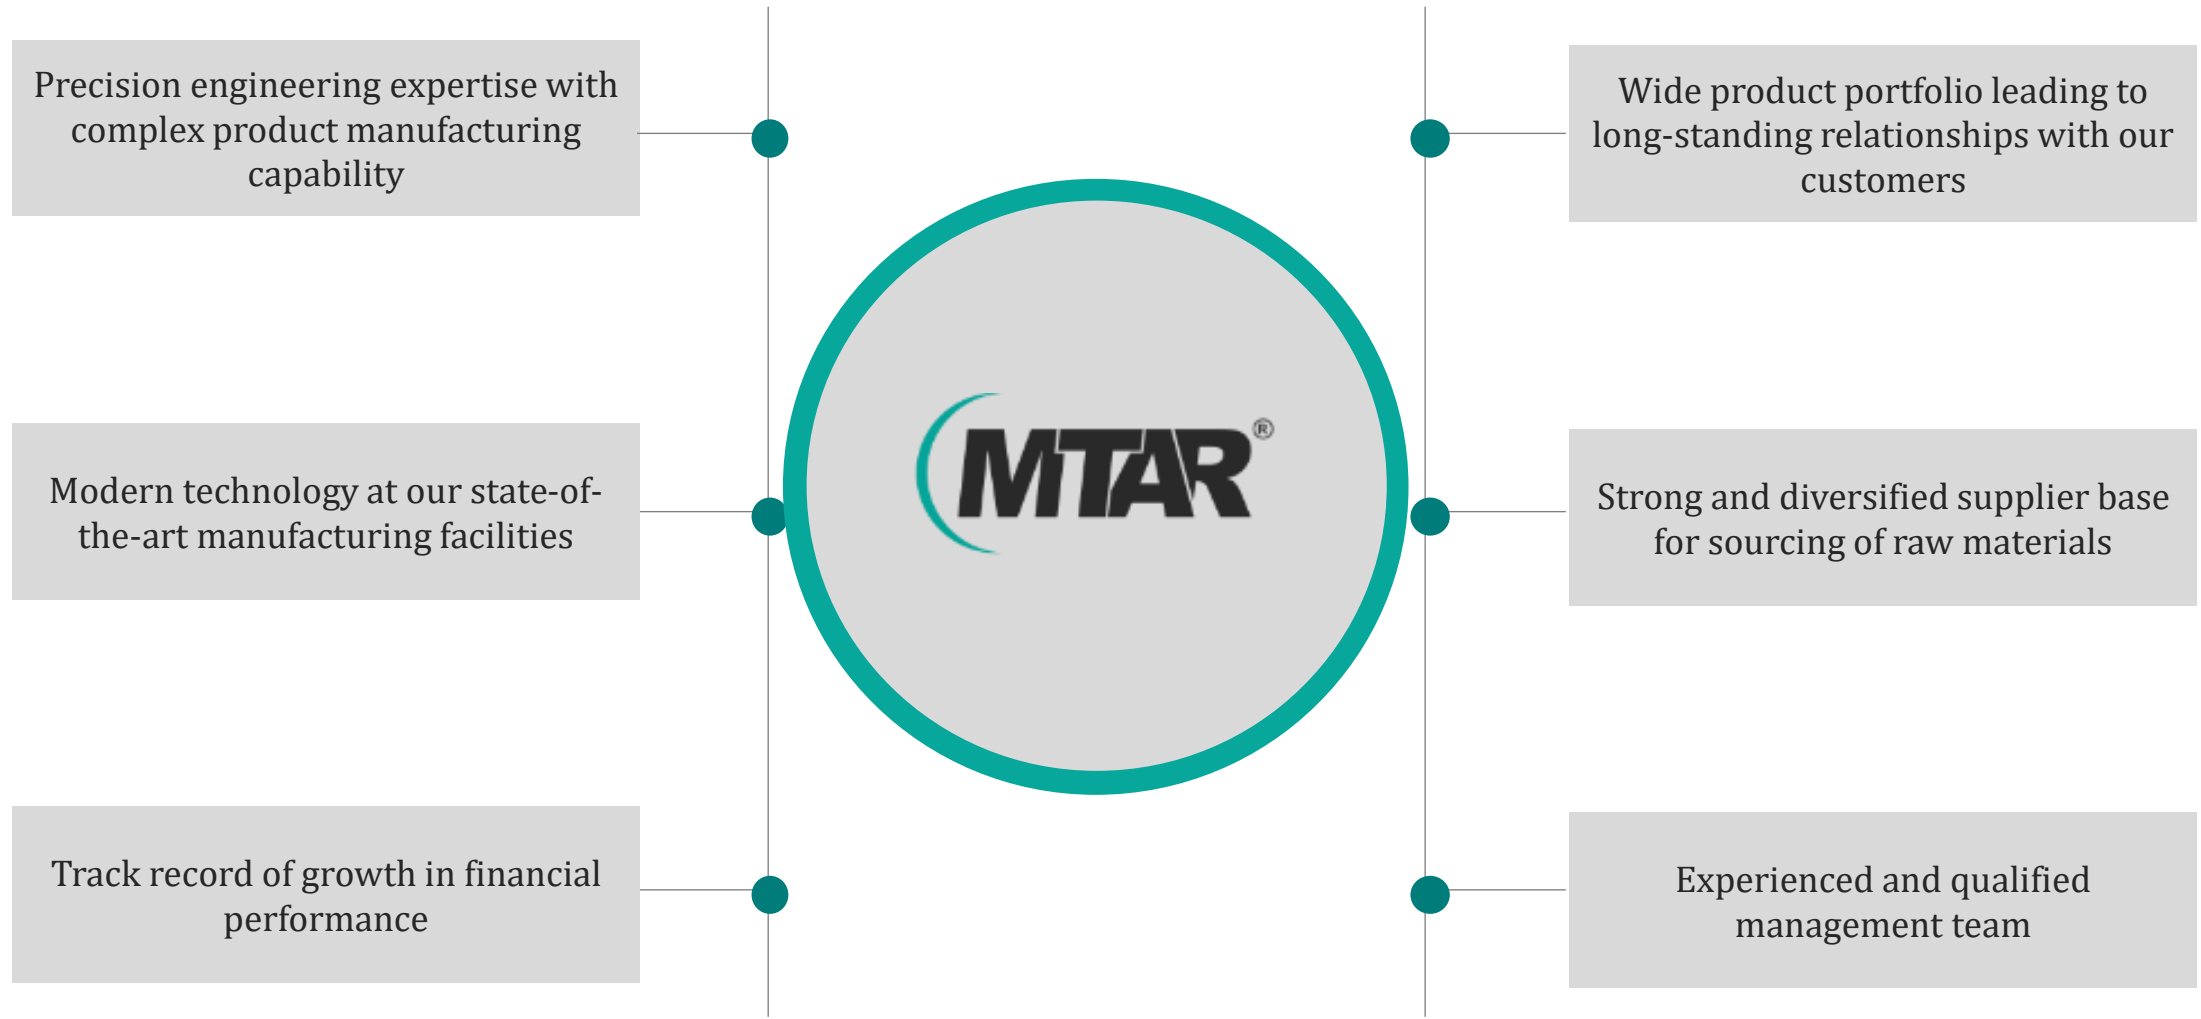 Precision engineering expertise with
complex product manufacturing
capability
Modern technology at our state-of-
the-art manufacturing facilities
Track record of growth in financial
performance
MTAR®
Wide product portfolio leading to
long-standing relationships with our
customers
Strong and diversified supplier base
for sourcing of raw materials
Experienced and qualified
management team